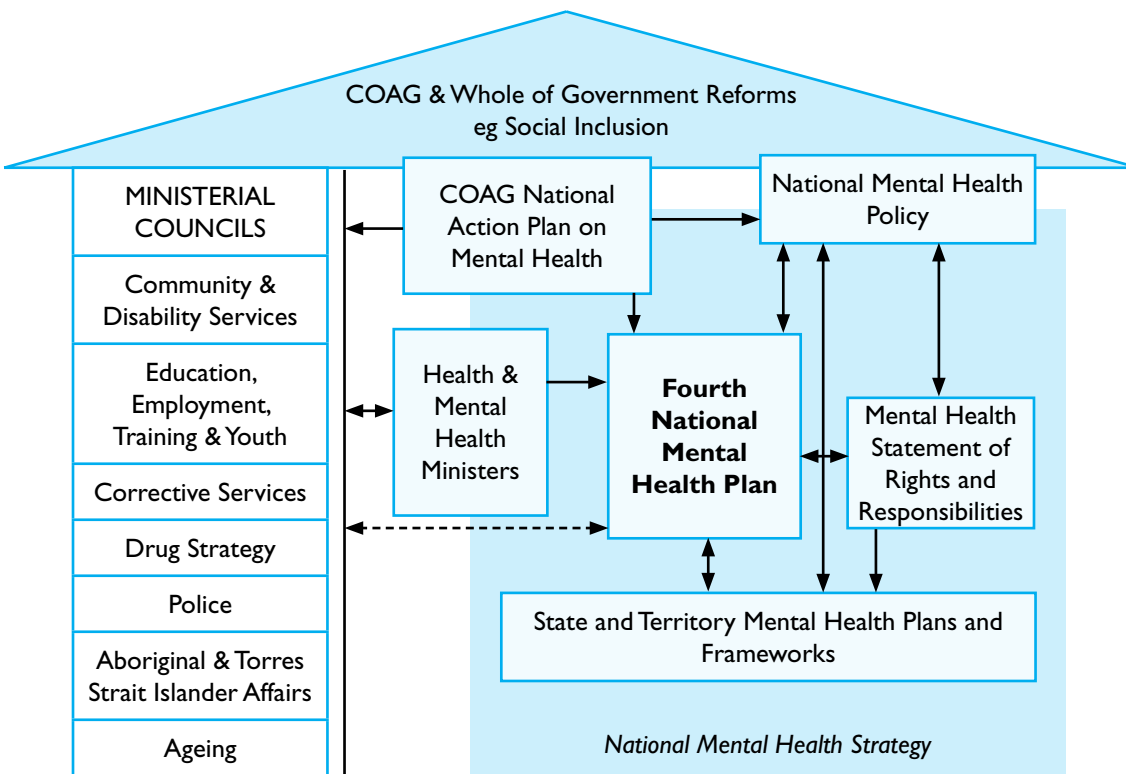 COAG & Whole of Government Reforms
eg Social Inclusion
MINISTERIAL
COUNCILS
Community &
Disability Services
Education,
Employment,
Training & Youth
Corrective Services
Drug Strategy
Police
Aboriginal & Torres
Strait Islander Affairs
Ageing
COAG National
Action Plan on
Mental Health
National Mental Health
Policy
Health &
Mental
Health
Ministers
Fourth
National
Mental
Health Plan
Mental Health
Statement of
Rights and
Responsibilities
State and Territory Mental Health Plans and
Frameworks
National Mental Health Strategy